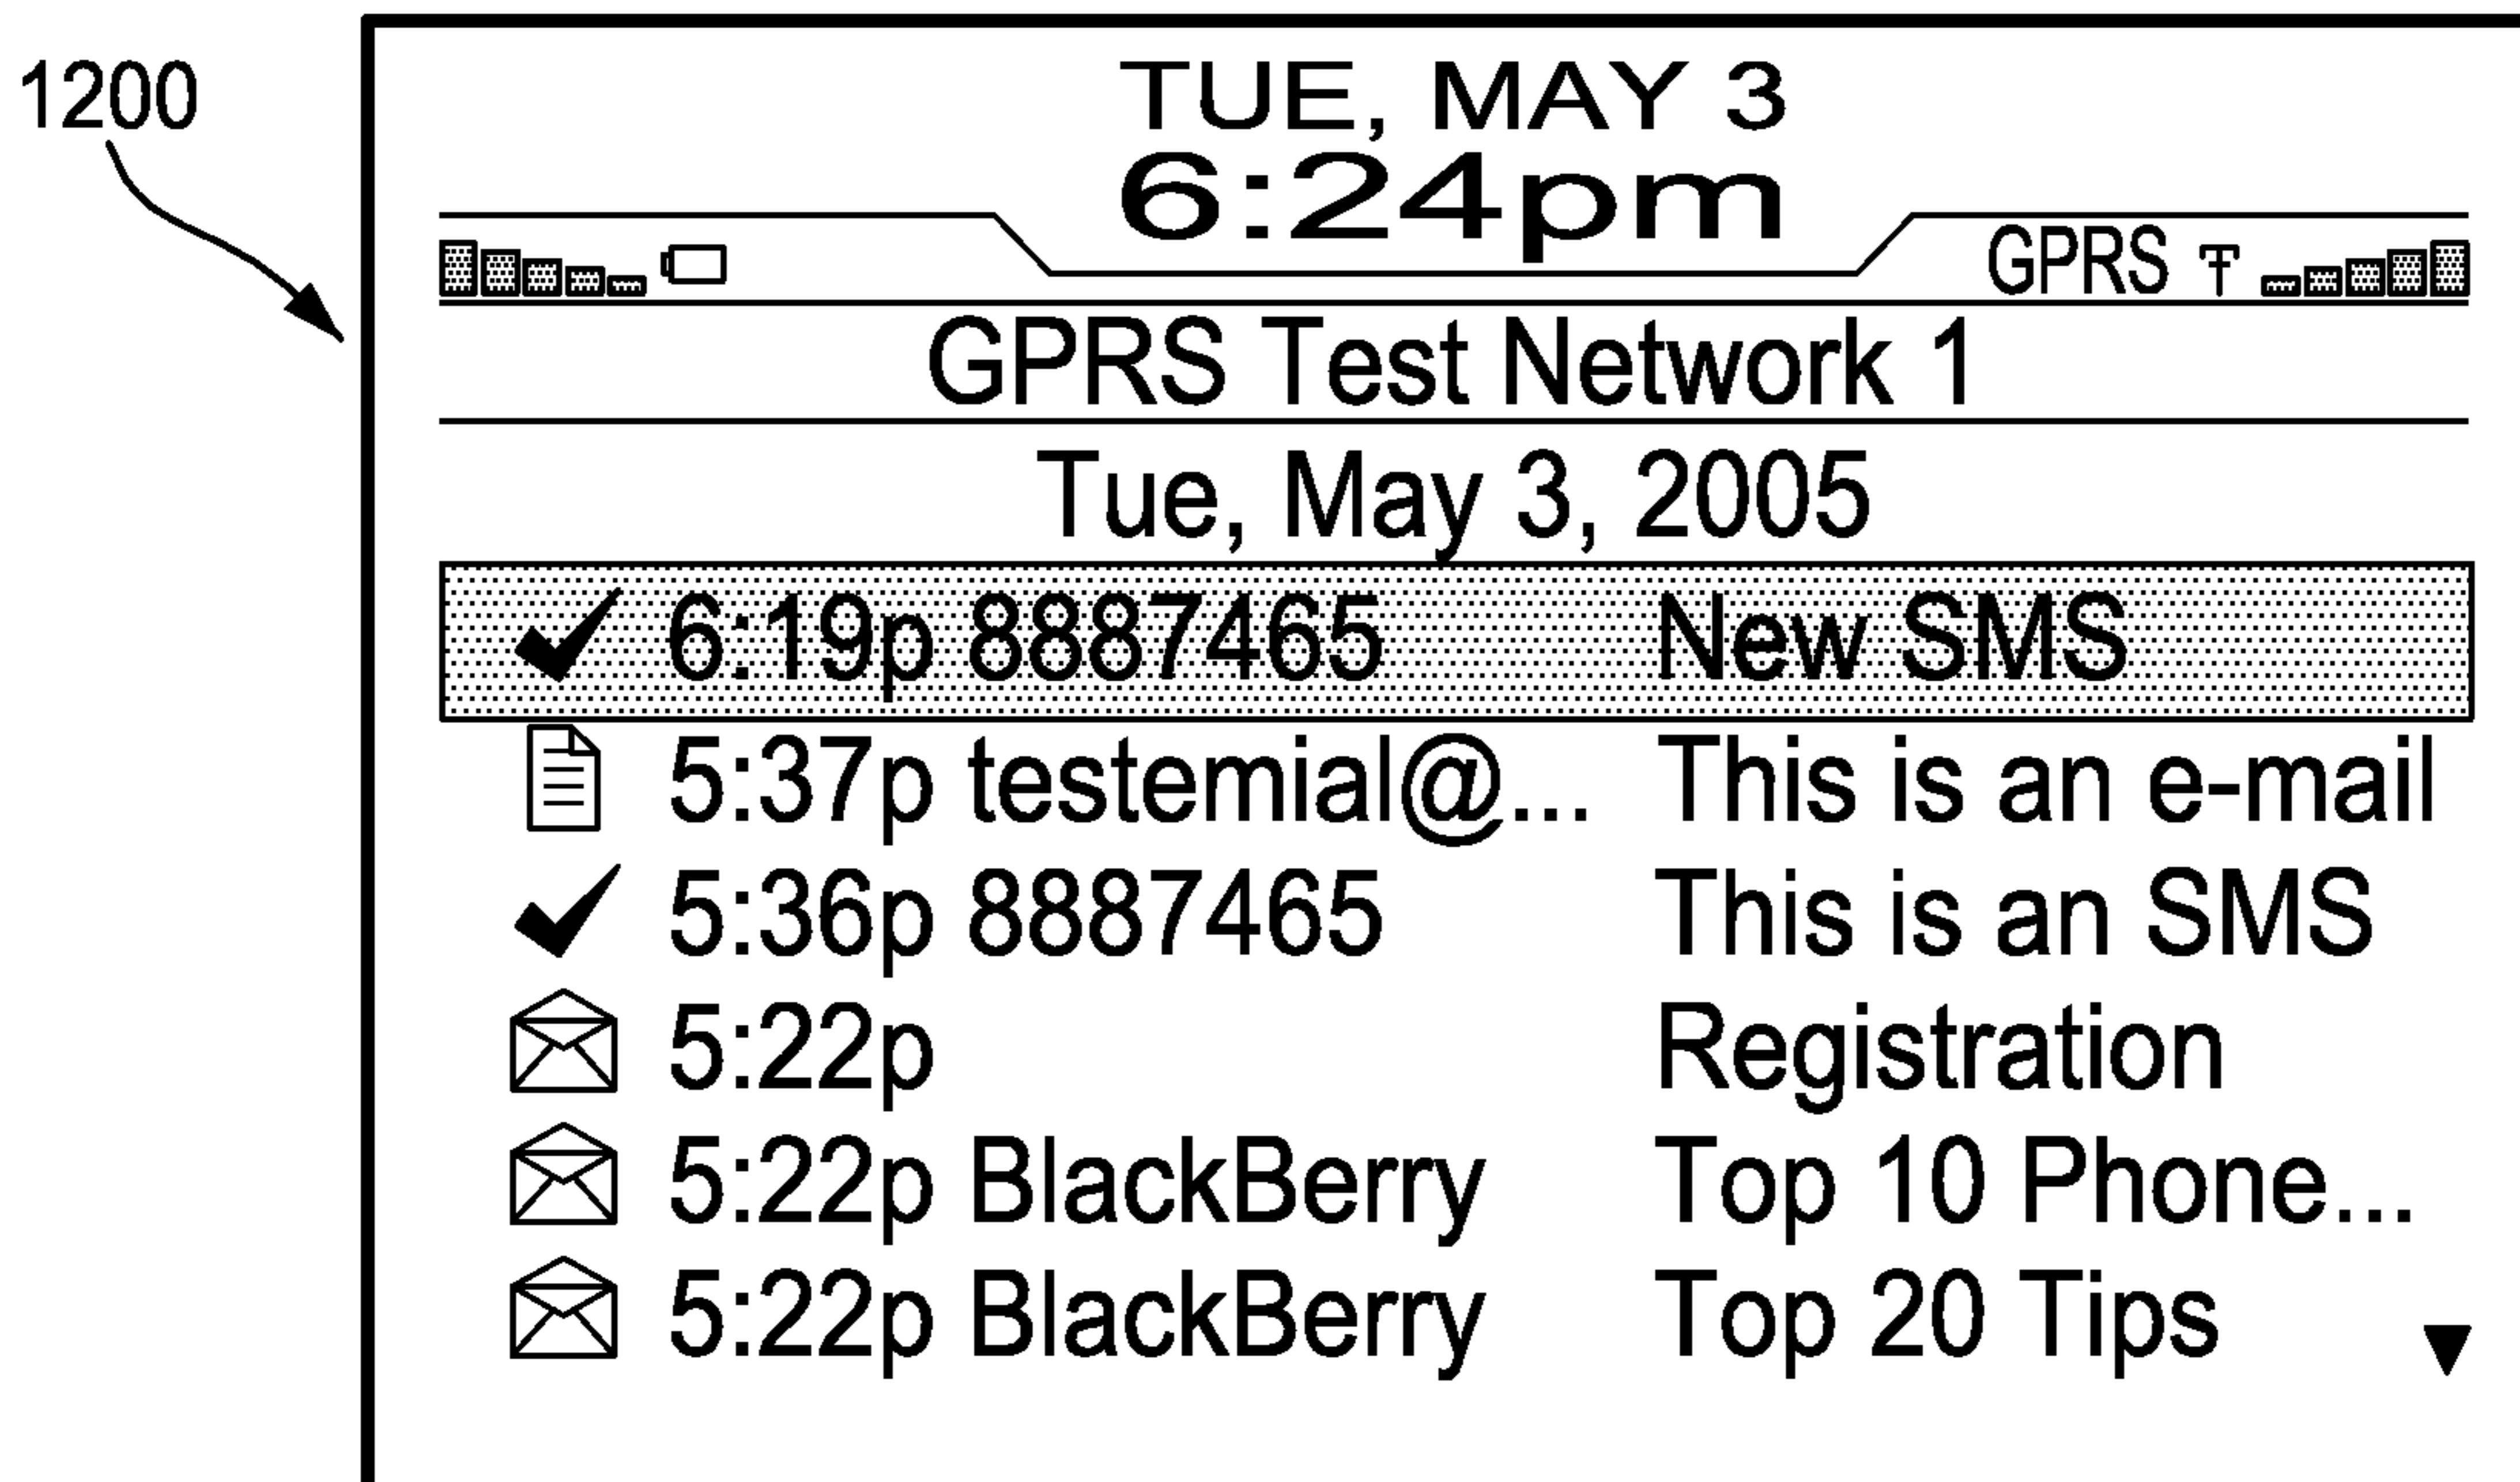 1200
TUE, MAY 3
6:24pm
GPRS
GPRS Test Network 1
Tue, May 3, 2005
6:19p 8887465 New SMS
5:37p testemial@... This is an e-mail
5:36p 8887465 This is an SMS
5:22p Registration
5:22p BlackBerry Top 10 Phone...
5:22p BlackBerry Top 20 Tips